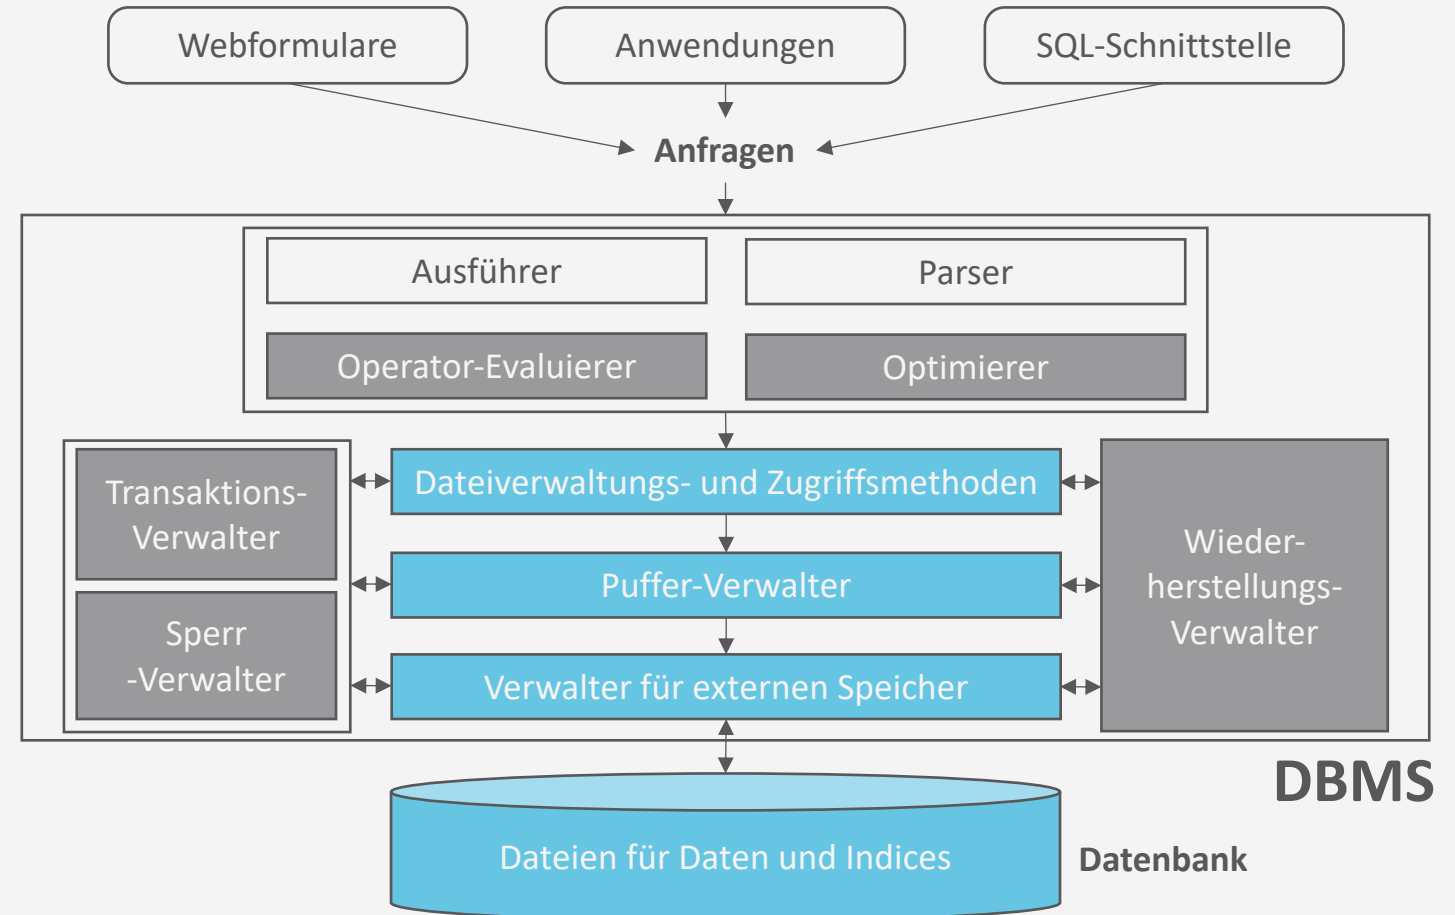 Webformulare
Anwendungen
SQL-Schnittstelle
Anfragen
Ausführer
Parser
Operator-Evaluierer
Optimierer
Transaktions-
Verwalter
Sperr
-Verwalter
Dateiverwaltungs- und Zugriffsmethoden
Puffer-Verwalter
Verwalter für externen Speicher
Wieder-
herstellungs-
Verwalter
DBMS
Dateien für Daten und Indices
Datenbank